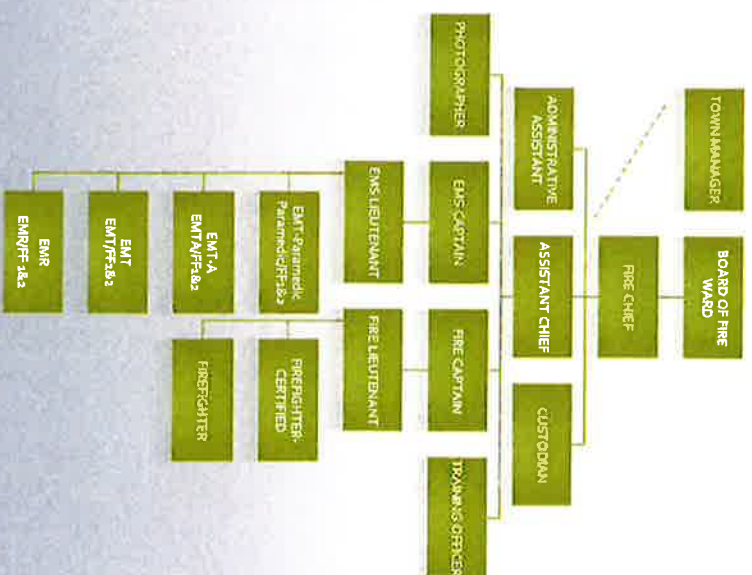 TOWN MANAGER
BOARD OF FIRE
WARD
FIRE CHIEF
ADMINISTRATIVE
ASSISTANT
ASSISTANT CHIEF
CUSTODIAN
PHOTOGRAPHER
EMS CAPTAIN
FIRE CAPTAIN
TRAINING OFFICER
EMS LIEUTENANT
FIRE LIEUTENANT
EMT-Paramedic
Paramedic/FF1&2
FIREFIGHTER-
CERTIFIED
EMT-A
EMTA/FF1&2
FIREFIGHTER
EMT
EMT/FF1&2
EMR
EMR/FF 1&2